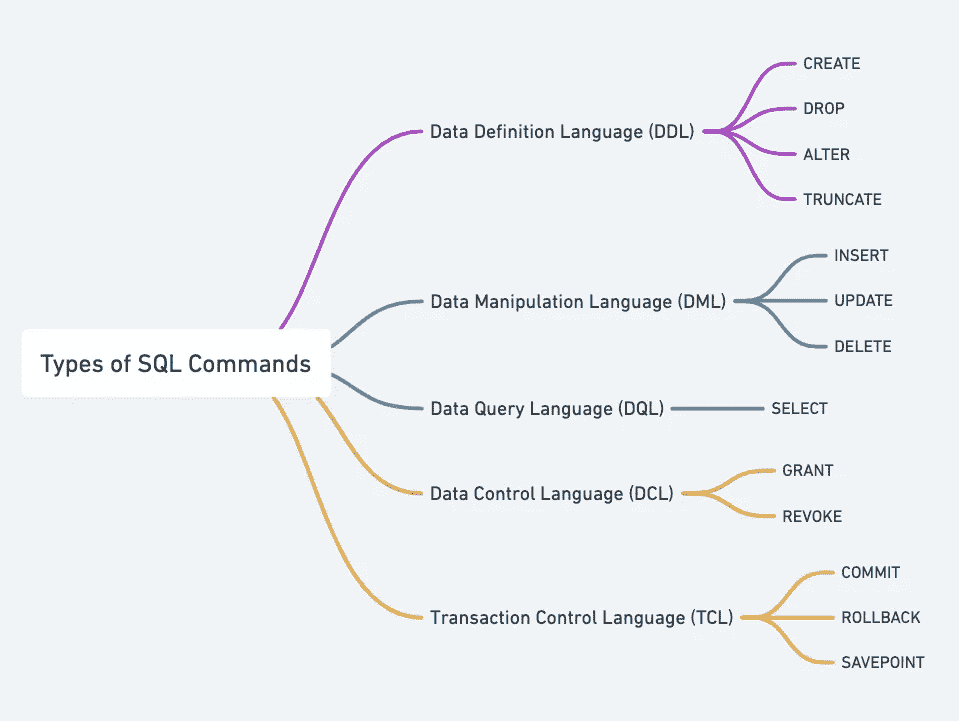 Types of SQL Commands
Data Definition Language (DDL)
CREATE
DROP
ALTER
TRUNCATE
Data Manipulation Language (DML)
INSERT
UPDATE
DELETE
Data Query Language (DQL)
SELECT
Data Control Language (DCL)
GRANT
REVOKE
Transaction Control Language (TCL)
COMMIT
ROLLBACK
SAVEPOINT